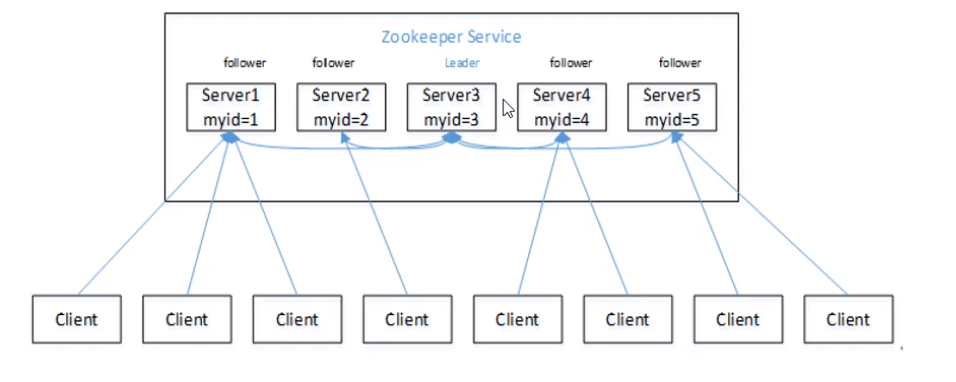 Zookeeper Service
follower follower Leader follower follower
Server1 Server2 Server3 Server4 Server5
myid=1 myid=2 myid=3 myid=4 myid=5
Client Client Client Client Client Client Client Client